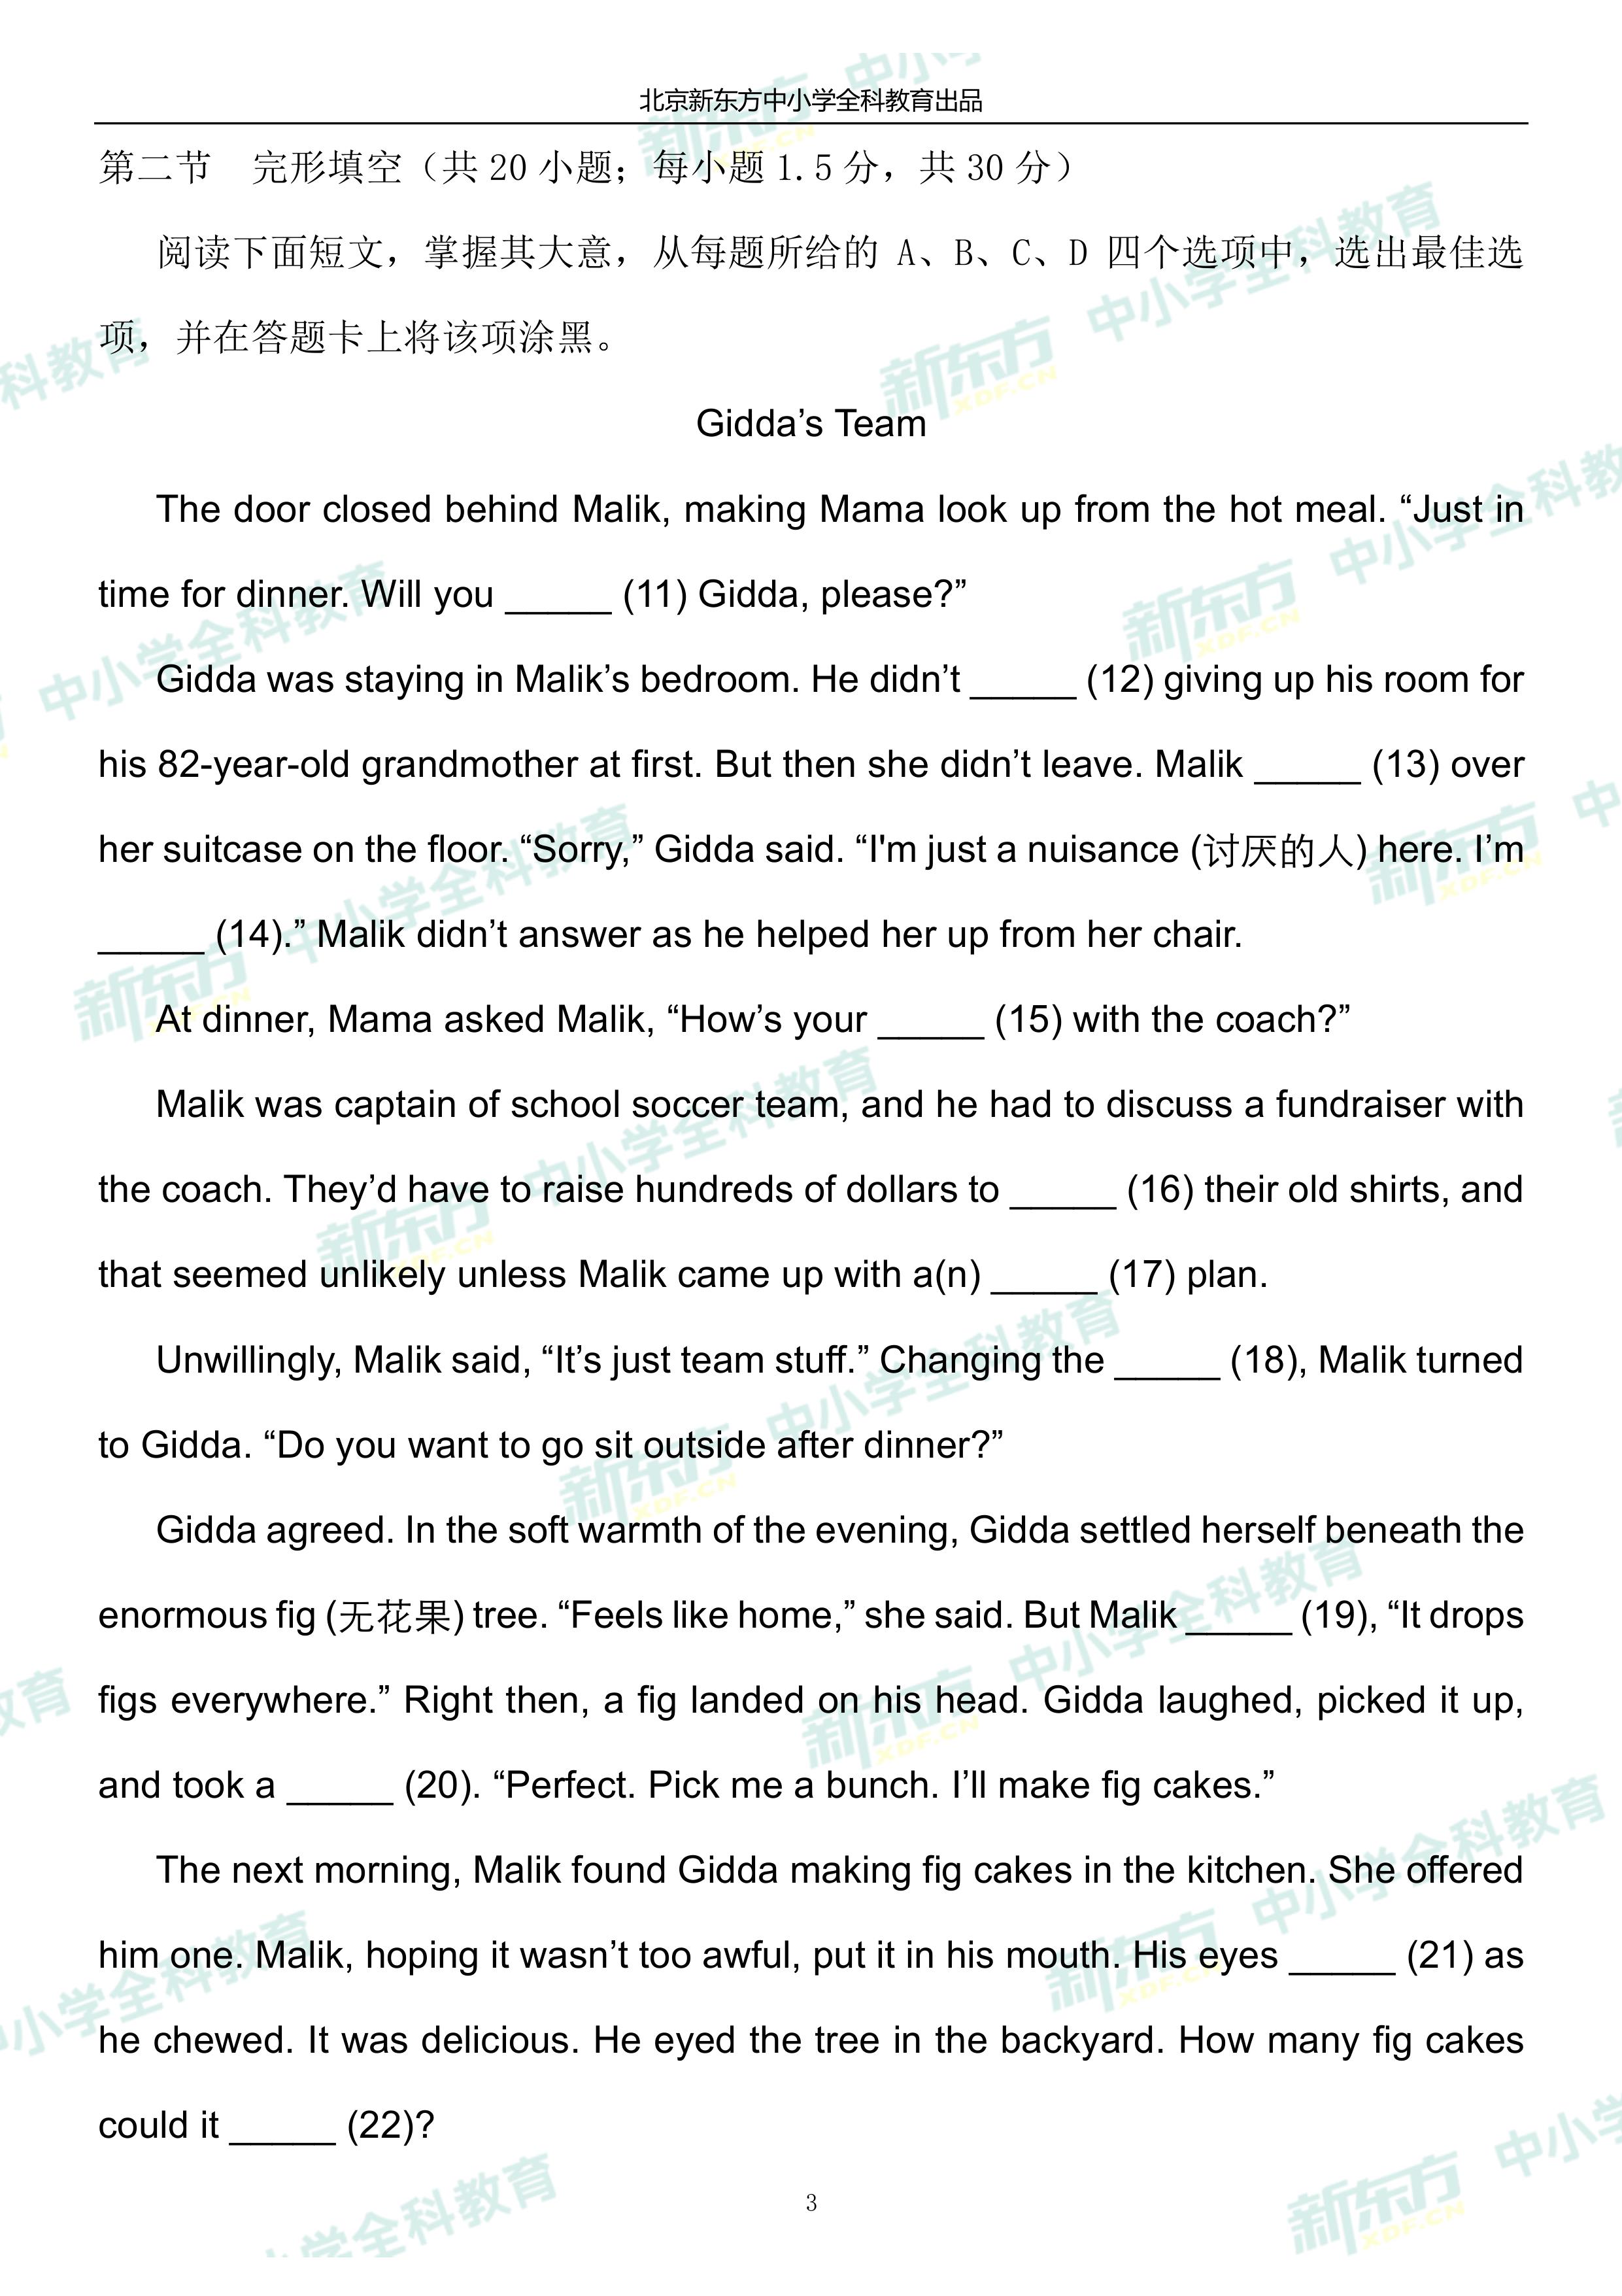 北京新东方中小学全科教育出品
第二节 完形填空（共 20 小题；每小题 1.5 分，共 30 分）
阅读下面短文，掌握其大意，从每题所给的 A、B、C、D 四个选项中，选出最佳选
项，并在答题卡上将该项涂黑。
Gidda’s Team
The door closed behind Malik, making Mama look up from the hot meal. “Just in
time for dinner. Will you _____ (11) Gidda, please?”
Gidda was staying in Malik’s bedroom. He didn’t _____ (12) giving up his room for
his 82-year-old grandmother at first. But then she didn’t leave. Malik _____ (13) over
her suitcase on the floor. “Sorry,” Gidda said. “I'm just a nuisance (讨厌的人) here. I’m
_____ (14).” Malik didn’t answer as he helped her up from her chair.
At dinner, Mama asked Malik, “How’s your _____ (15) with the coach?”
Malik was captain of school soccer team, and he had to discuss a fundraiser with
the coach. They’d have to raise hundreds of dollars to _____ (16) their old shirts, and
that seemed unlikely unless Malik came up with a(n) _____ (17) plan.
Unwillingly, Malik said, “It’s just team stuff.” Changing the _____ (18), Malik turned
to Gidda. “Do you want to go sit outside after dinner?”
Gidda agreed. In the soft warmth of the evening, Gidda settled herself beneath the
enormous fig (无花果) tree. “Feels like home,” she said. But Malik _____ (19), “It drops
figs everywhere.” Right then, a fig landed on his head. Gidda laughed, picked it up,
and took a _____ (20). “Perfect. Pick me a bunch. I’ll make fig cakes.”
The next morning, Malik found Gidda making fig cakes in the kitchen. She offered
him one. Malik, hoping it wasn’t too awful, put it in his mouth. His eyes _____ (21) as
he chewed. It was delicious. He eyed the tree in the backyard. How many fig cakes
could it _____ (22)?
3